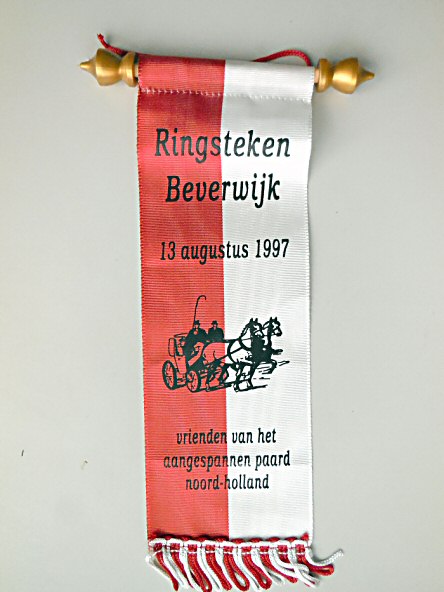 Ringsteken
Beverwijk
13 augustus 1997
vrienden van het
aangespannen paard
noord-holland